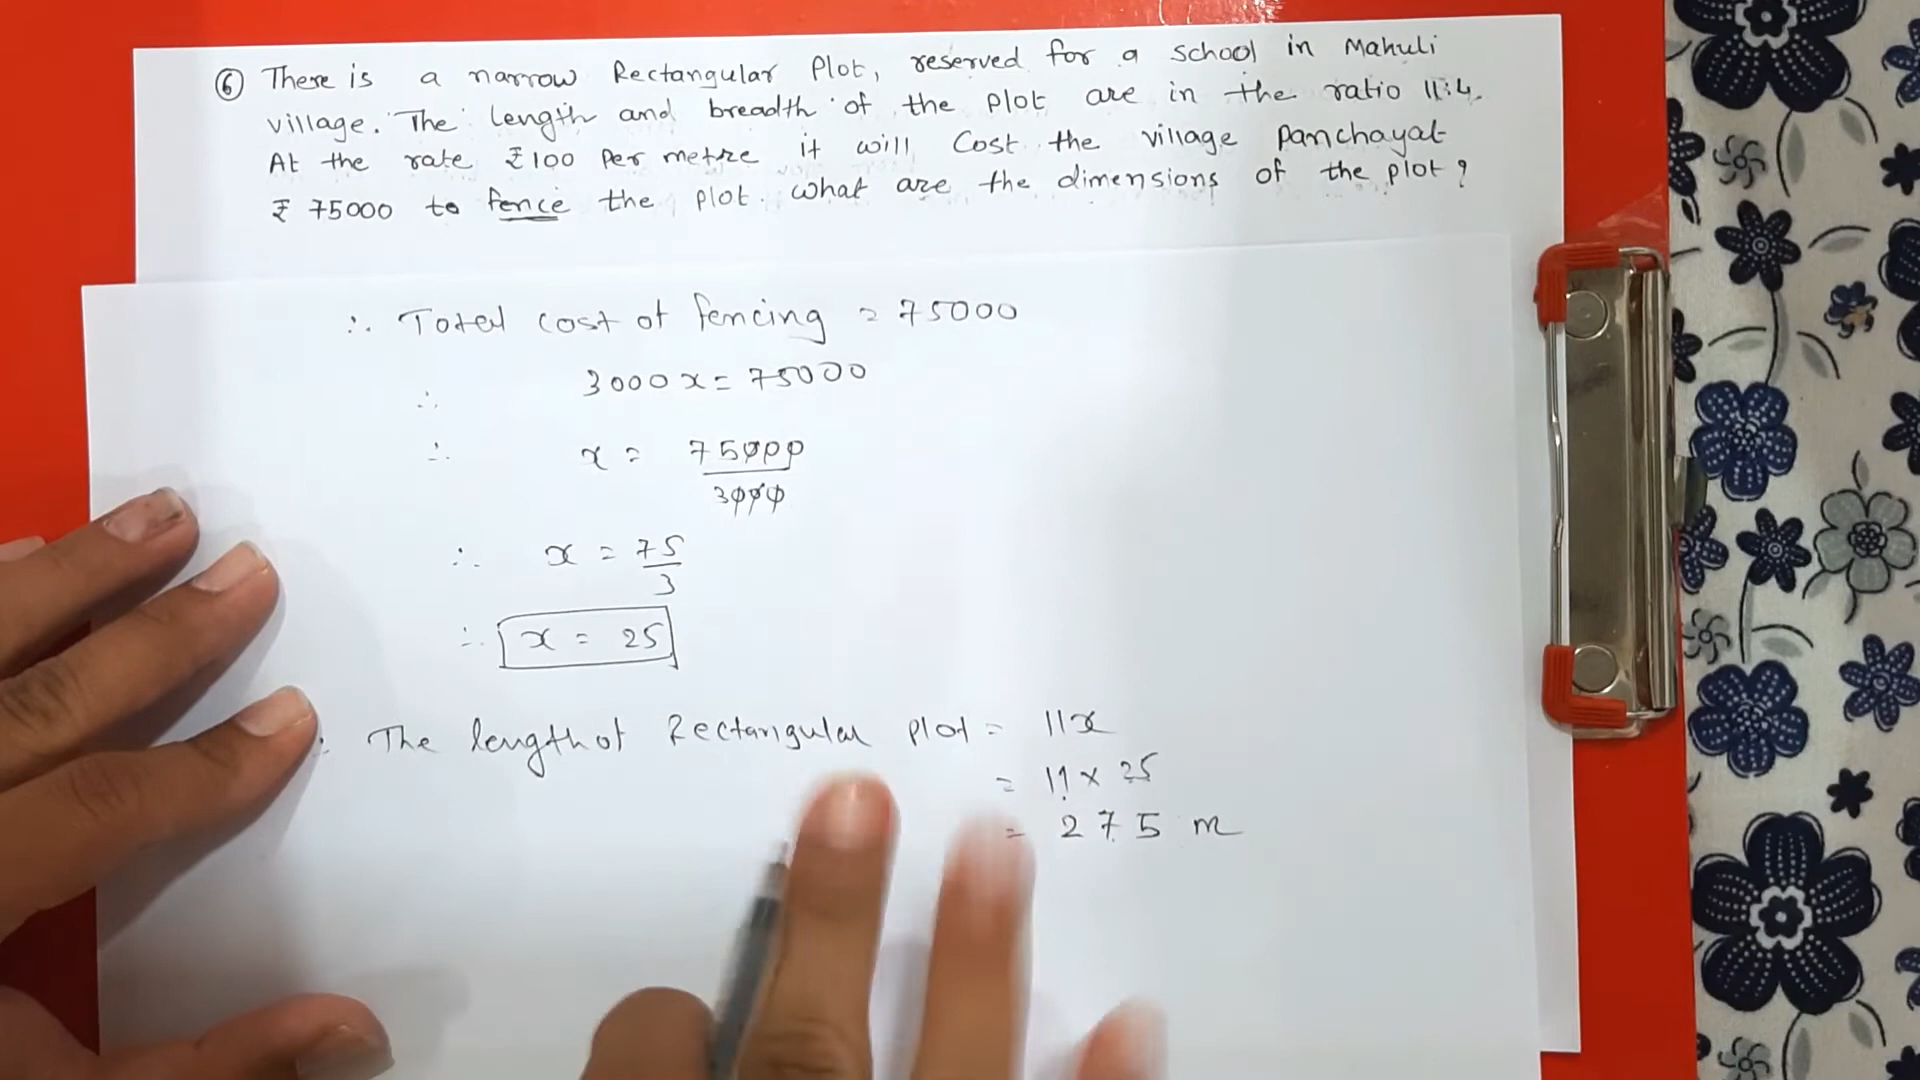 ⑥ There is a narrow Rectangular Plot, reserved for a school in Mahuli
village. The length and breadth of the plot are in the ratio 11:4.
At the rate ₹100 Per metre it will Cost the village Panchayat
₹ 75000 to fence the plot. what are the dimensions of the plot?
∴ Total cost of fencing = 75000
∴ 3000x = 75000
∴ x = 75000/3000
∴ x = 75/3
∴ x = 25
∴ The length of Rectangular plot = 11x
= 11 × 25
= 275 m